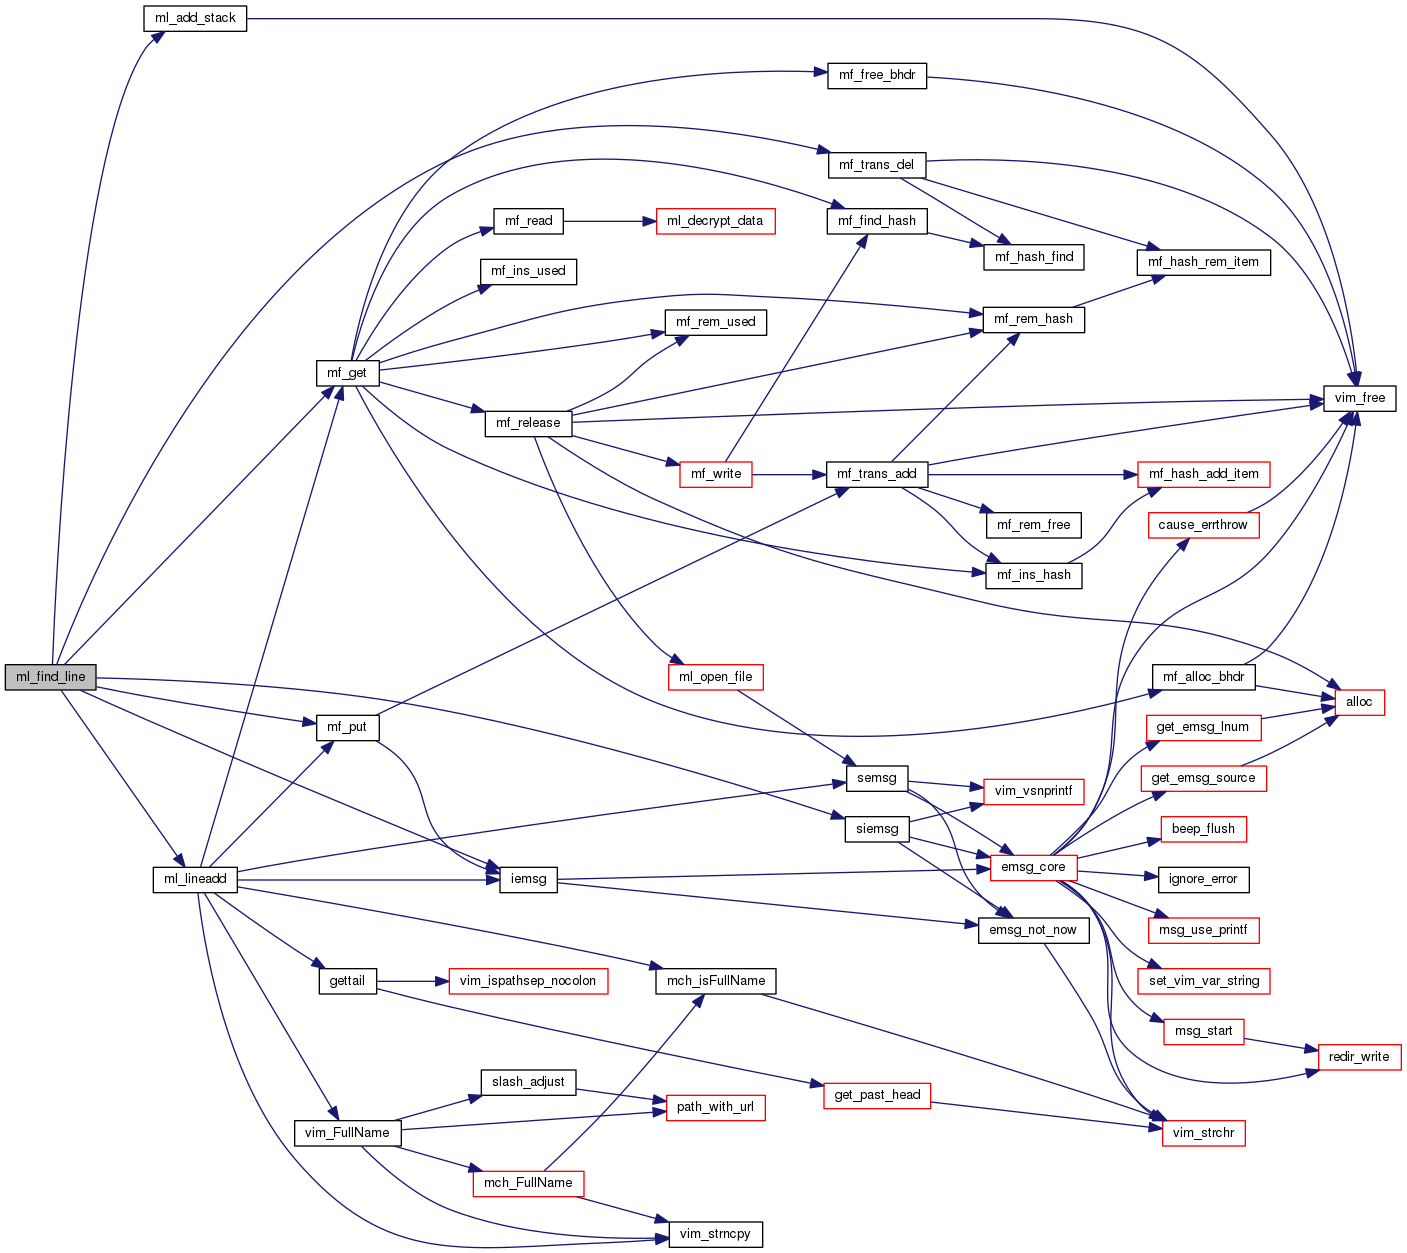 ml_add_stack
mf_free_bhdr
mf_trans_del
mf_read
ml_decrypt_data
mf_find_hash
mf_hash_find
mf_ins_used
mf_hash_rem_item
mf_rem_used
mf_rem_hash
mf_get
vim_free
mf_release
mf_write
mf_trans_add
mf_hash_add_item
mf_rem_free
cause_errthrow
mf_ins_hash
ml_find_line
ml_open_file
mf_alloc_bhdr
alloc
mf_put
get_emsg_lnum
semsg
vim_vsnprintf
get_emsg_source
siemsg
beep_flush
ml_lineadd
iemsg
emsg_core
ignore_error
emsg_not_now
msg_use_printf
gettail
vim_ispathsep_nocolon
mch_isFullName
set_vim_var_string
msg_start
redir_write
slash_adjust
get_past_head
path_with_url
vim_FullName
vim_strchr
mch_FullName
vim_strncpy